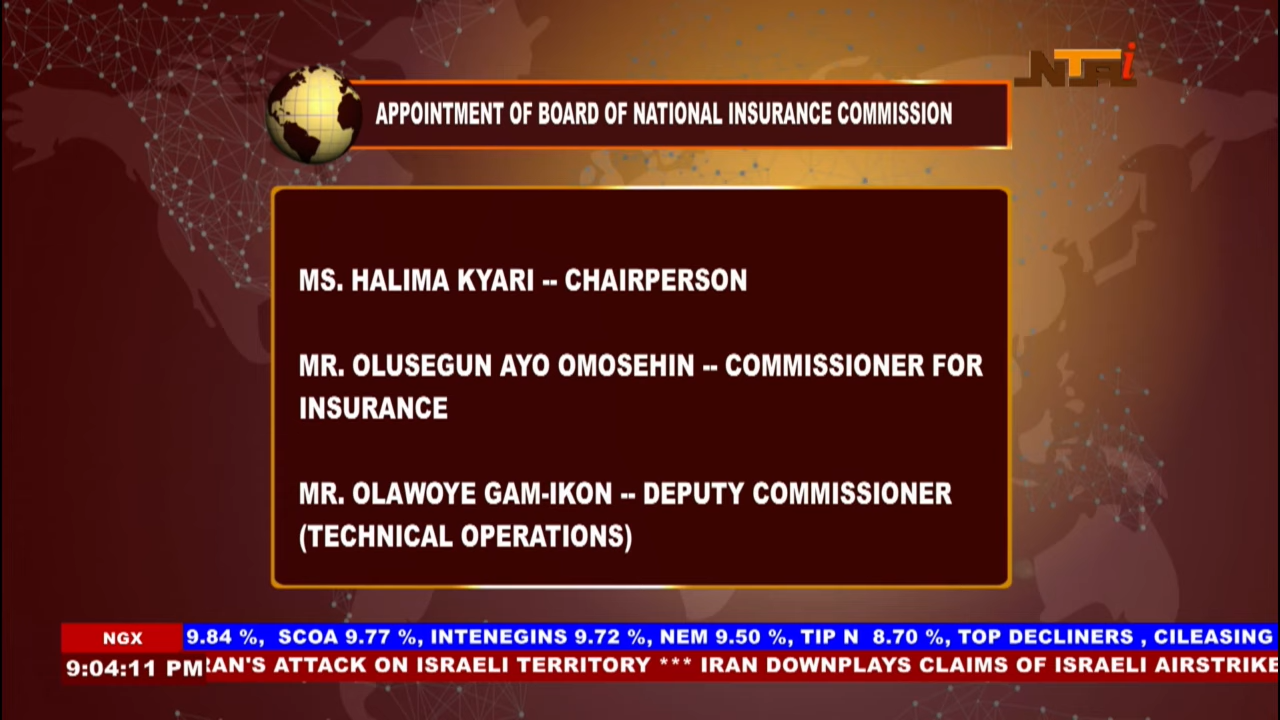 NTAi
APPOINTMENT OF BOARD OF NATIONAL INSURANCE COMMISSION
MS. HALIMA KYARI -- CHAIRPERSON
MR. OLUSEGUN AYO OMOSEHIN -- COMMISSIONER FOR
INSURANCE
MR. OLAWOYE GAM-IKON -- DEPUTY COMMISSIONER
(TECHNICAL OPERATIONS)
NGX 9.84 %, SCOA 9.77 %, INTENEGINS 9.72 %, NEM 9.50 %, TIP N 8.70 %, TOP DECLINERS , CILEASING
9:04:11 PM RAN'S ATTACK ON ISRAELI TERRITORY *** IRAN DOWNPLAYS CLAIMS OF ISRAELI AIRSTRIKE